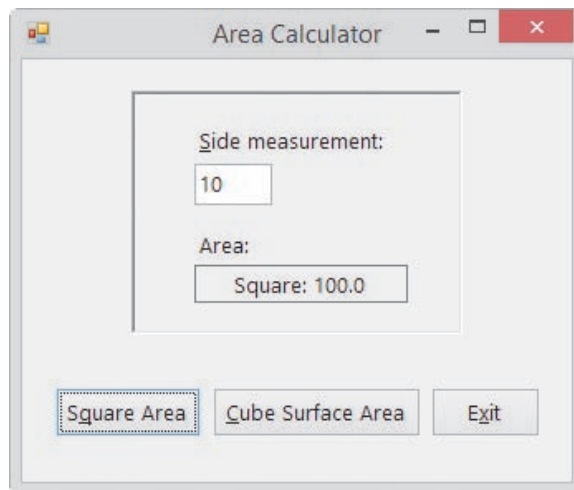 Area Calculator
Side measurement:
10
Area:
Square: 100.0
Square Area Cube Surface Area Exit